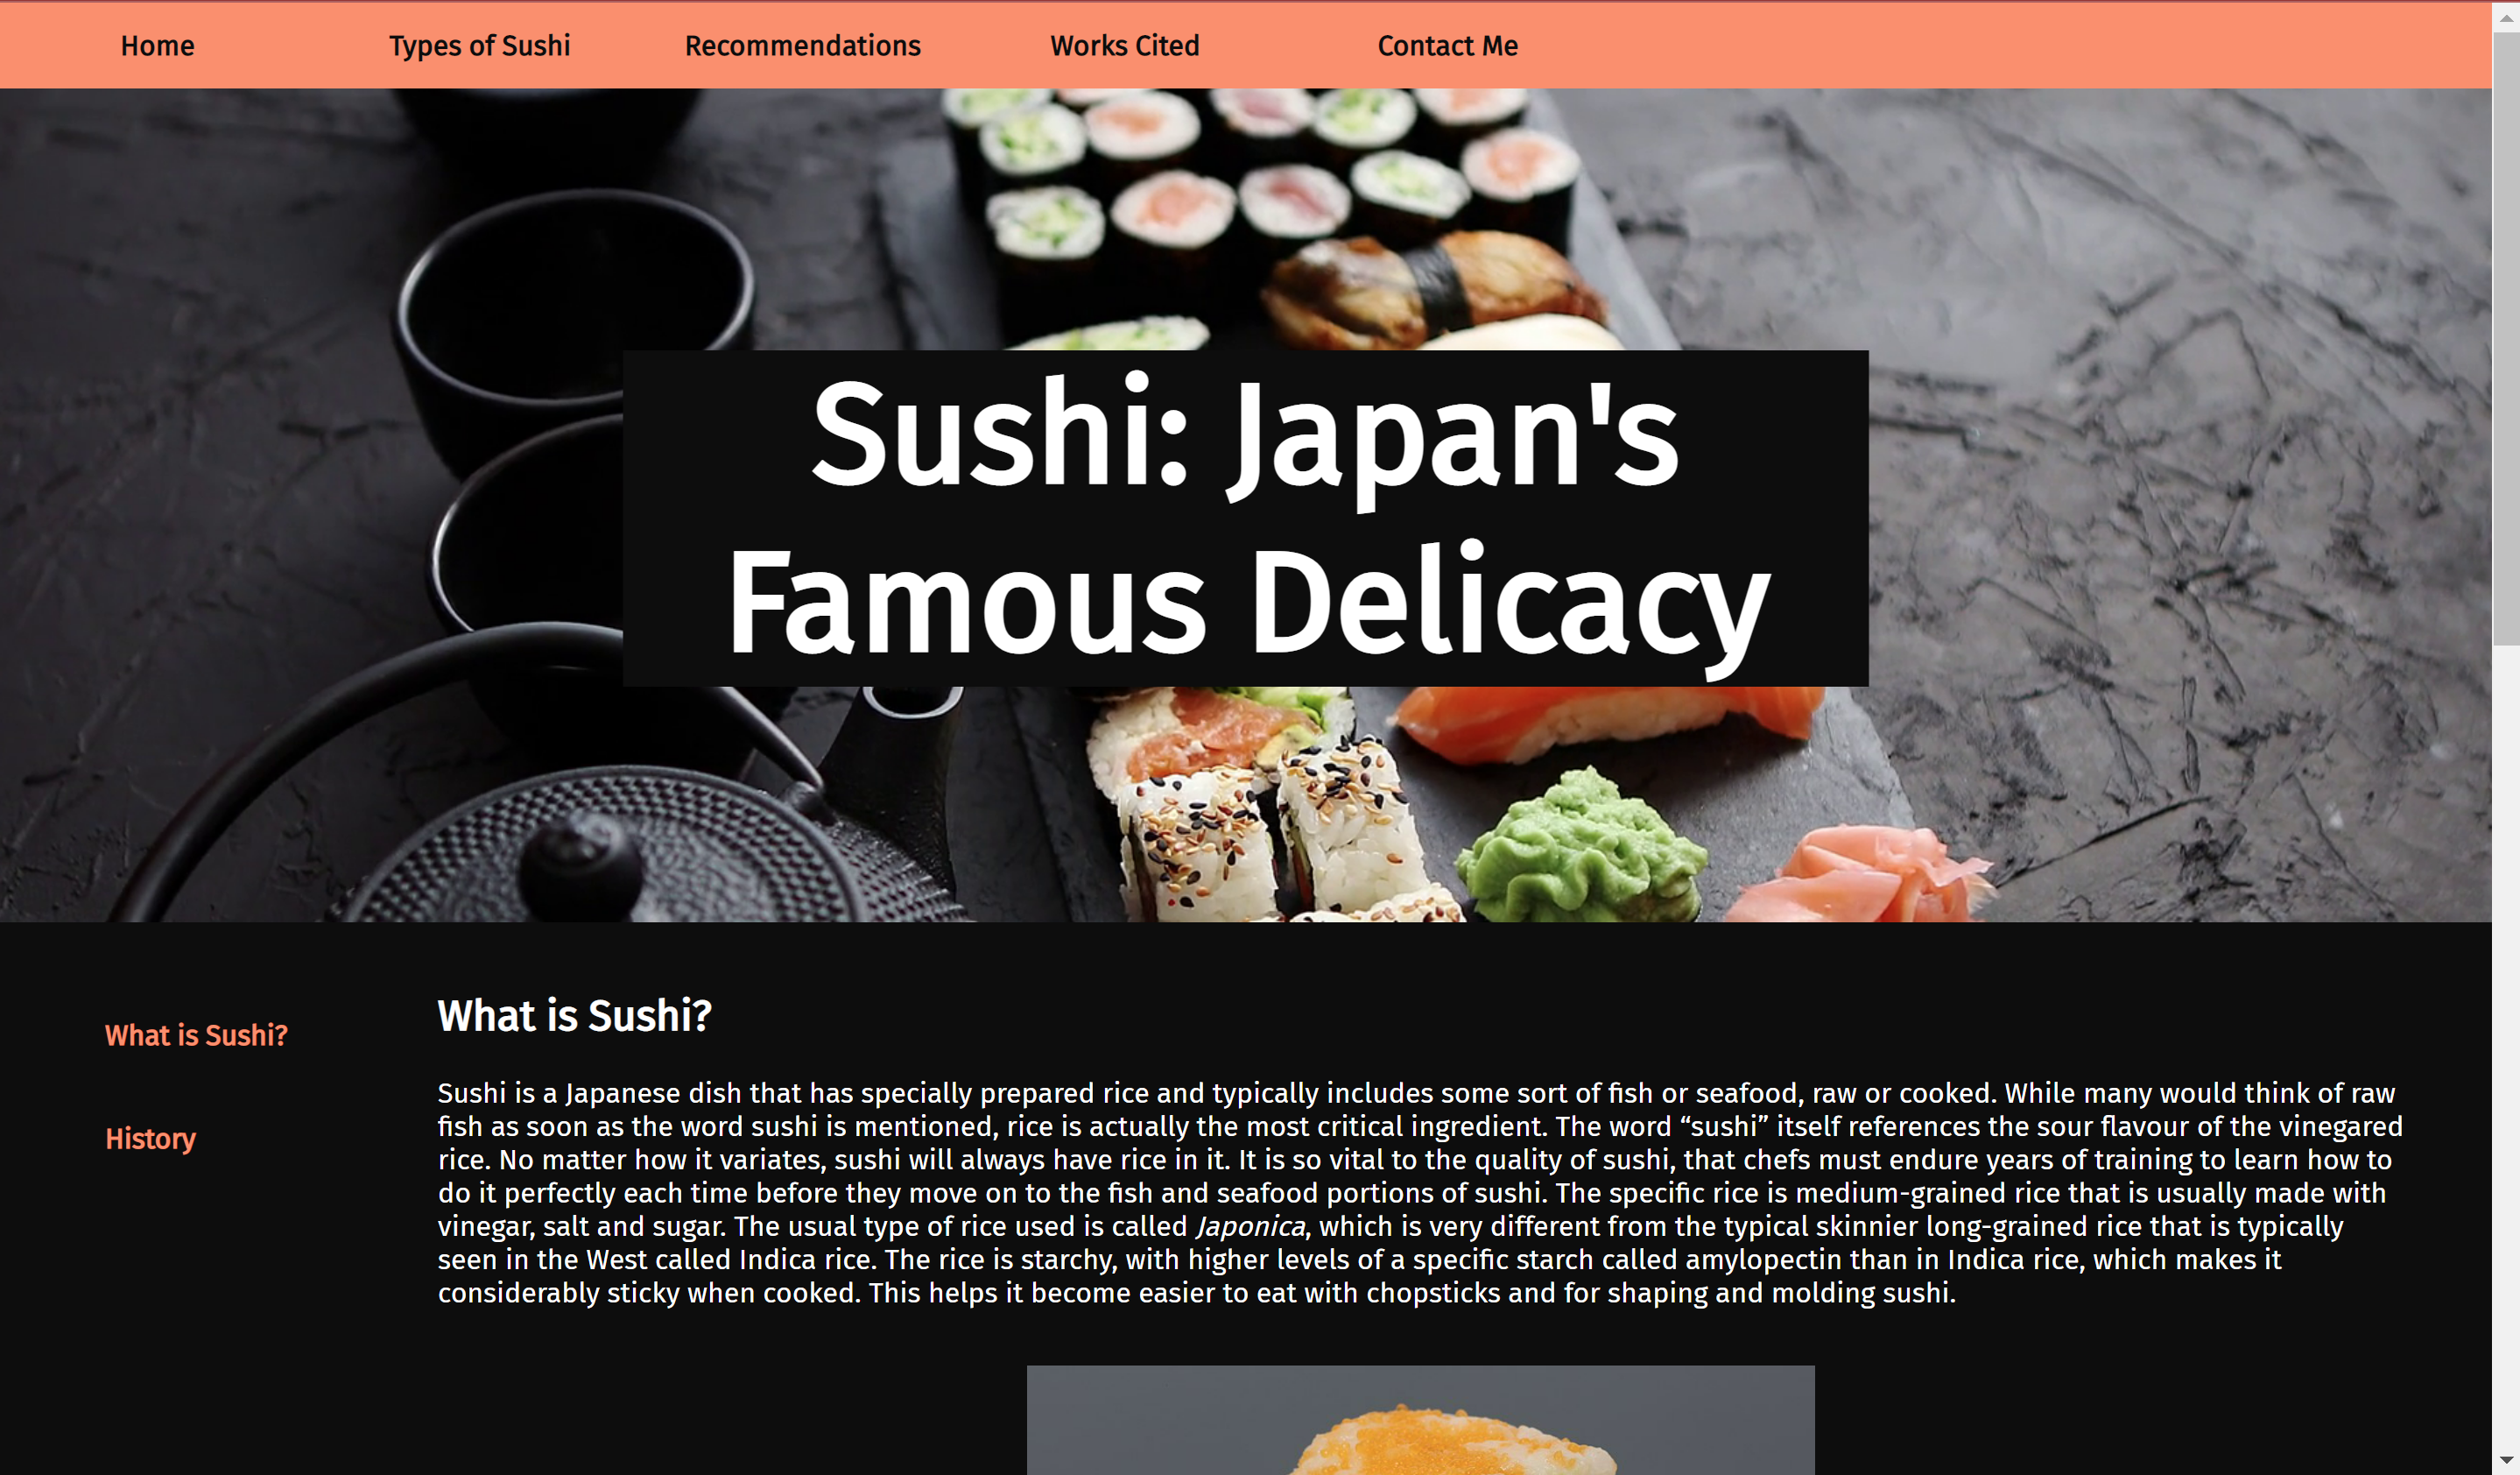 Home Types of Sushi Recommendations Works Cited Contact Me
Sushi: Japan's
Famous Delicacy
What is Sushi?
History
What is Sushi?
Sushi is a Japanese dish that has specially prepared rice and typically includes some sort of fish or seafood, raw or cooked. While many would think of raw
fish as soon as the word sushi is mentioned, rice is actually the most critical ingredient. The word “sushi” itself references the sour flavour of the vinegared
rice. No matter how it variates, sushi will always have rice in it. It is so vital to the quality of sushi, that chefs must endure years of training to learn how to
do it perfectly each time before they move on to the fish and seafood portions of sushi. The specific rice is medium-grained rice that is usually made with
vinegar, salt and sugar. The usual type of rice used is called Japonica, which is very different from the typical skinnier long-grained rice that is typically
seen in the West called Indica rice. The rice is starchy, with higher levels of a specific starch called amylopectin than in Indica rice, which makes it
considerably sticky when cooked. This helps it become easier to eat with chopsticks and for shaping and molding sushi.